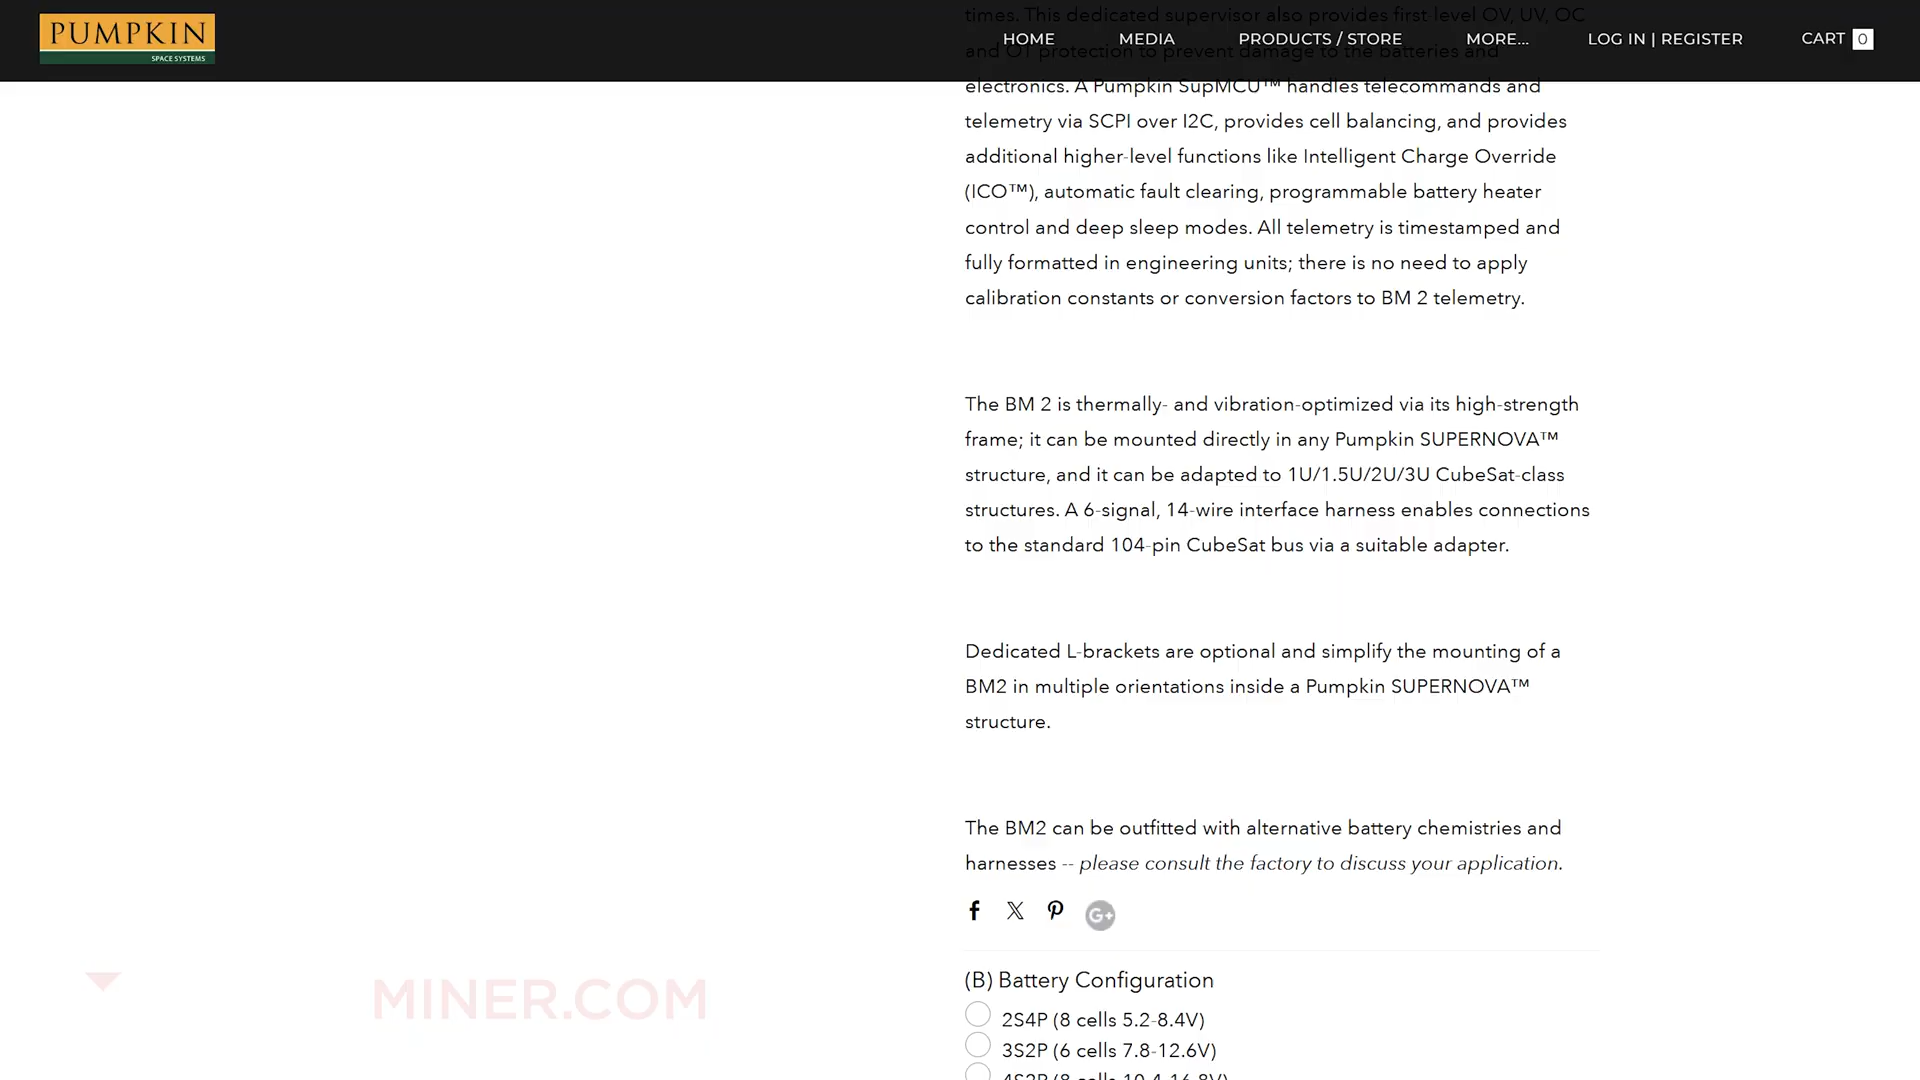 PUMPKIN
SPACE SYSTEMS
HOME MEDIA PRODUCTS / STORE MORE... LOG IN | REGISTER CART 0
times. This dedicated supervisor also provides first-level OV, UV, OC
and OT protection to prevent damage to the batteries and
electronics. A Pumpkin SupMCU™ handles telecommands and
telemetry via SCPI over I2C, provides cell balancing, and provides
additional higher-level functions like Intelligent Charge Override
(ICO™), automatic fault clearing, programmable battery heater
control and deep sleep modes. All telemetry is timestamped and
fully formatted in engineering units; there is no need to apply
calibration constants or conversion factors to BM 2 telemetry.
The BM 2 is thermally- and vibration-optimized via its high-strength
frame; it can be mounted directly in any Pumpkin SUPERNOVA™
structure, and it can be adapted to 1U/1.5U/2U/3U CubeSat-class
structures. A 6-signal, 14-wire interface harness enables connections
to the standard 104-pin CubeSat bus via a suitable adapter.
Dedicated L-brackets are optional and simplify the mounting of a
BM2 in multiple orientations inside a Pumpkin SUPERNOVA™
structure.
The BM2 can be outfitted with alternative battery chemistries and
harnesses -- please consult the factory to discuss your application.
G+
(B) Battery Configuration
MINER.COM
2S4P (8 cells 5.2-8.4V)
3S2P (6 cells 7.8-12.6V)
4S2P (8 cells 10.4-16.8V)